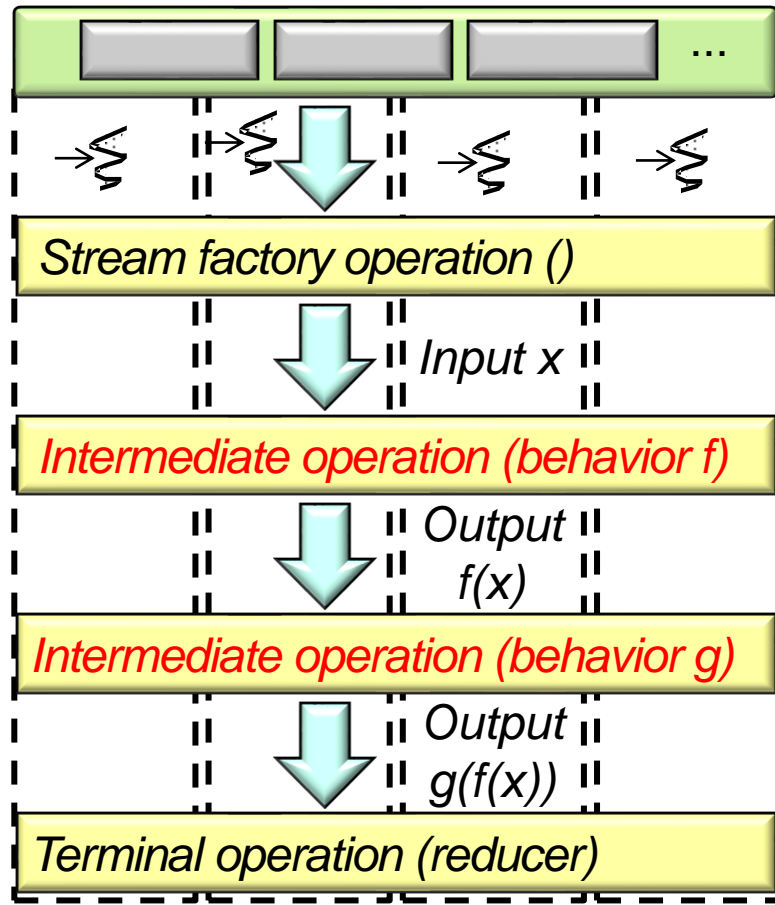 ...
Stream factory operation ()
Input x
Intermediate operation (behavior f)
Output
f(x)
Intermediate operation (behavior g)
Output
g(f(x))
Terminal operation (reducer)